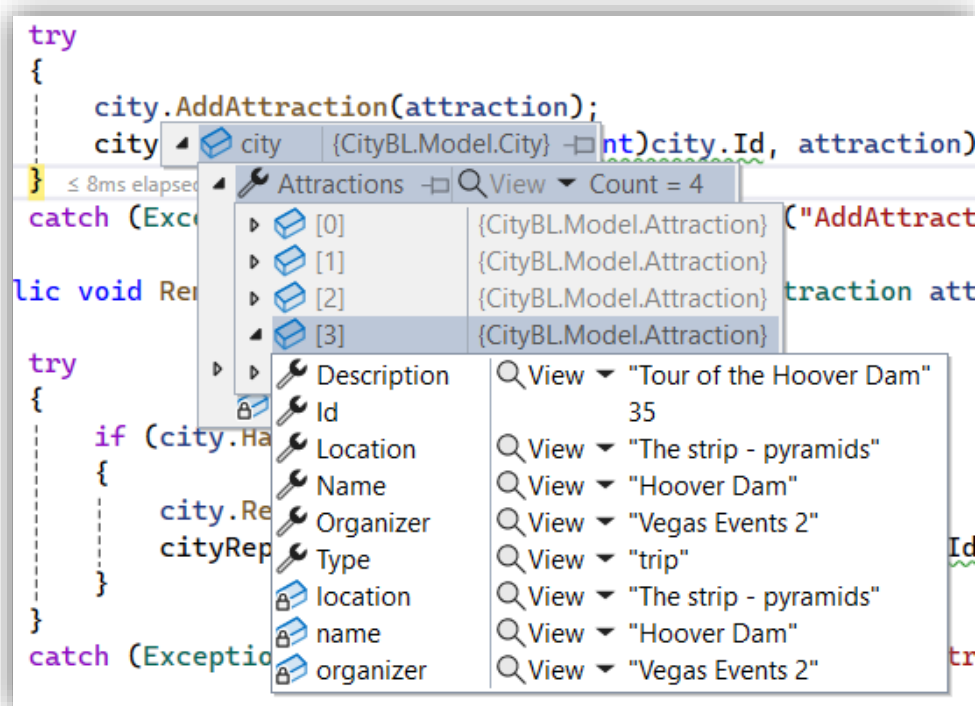 try
{
city.AddAttraction(attraction);
city city {CityBL.Model.City} nt)city.Id, attraction)
} ≤ 8ms elapsed Attractions View Count = 4
catch (Exce [0] {CityBL.Model.Attraction} ("AddAttract
[1] {CityBL.Model.Attraction}
lic void Re [2] {CityBL.Model.Attraction} traction att
[3] {CityBL.Model.Attraction}
try Description View "Tour of the Hoover Dam"
{ Id 35
if (city.Ha Location View "The strip - pyramids"
{ Name View "Hoover Dam"
city.Re Organizer View "Vegas Events 2"
cityRep Type View "trip" Id
} location View "The strip - pyramids"
} name View "Hoover Dam"
catch (Exceptio organizer View "Vegas Events 2" tr